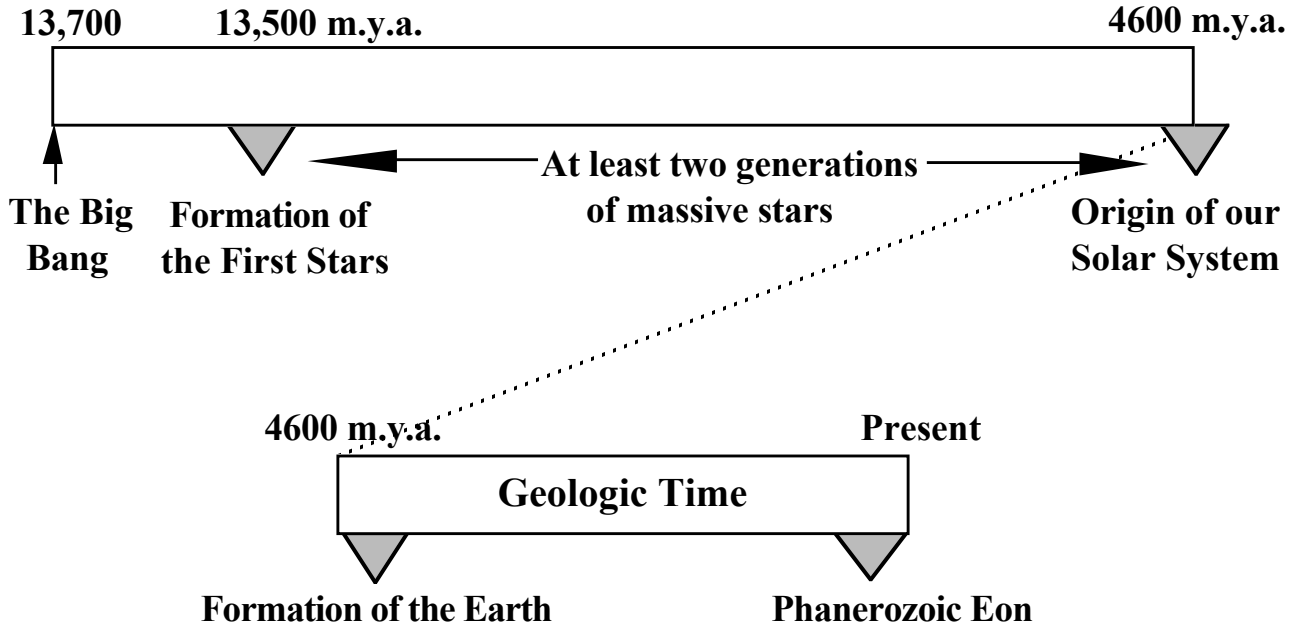 13,700
13,500 m.y.a.
4600 m.y.a.
The Big
Bang
Formation of
the First Stars
At least two generations
of massive stars
Origin of our
Solar System
4600 m.y.a.
Present
Geologic Time
Formation of the Earth
Phanerozoic Eon